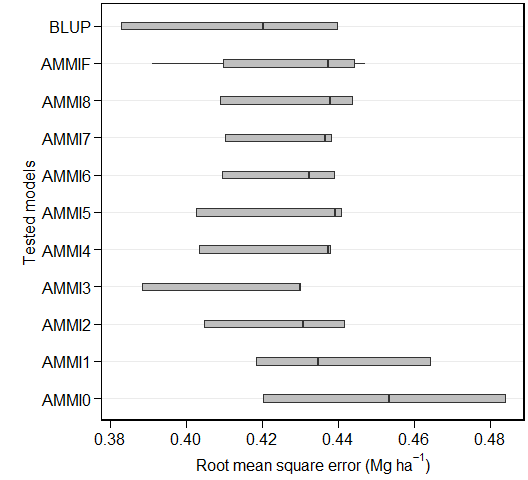 BLUP
AMMIF
AMMI8
AMMI7
AMMI6
AMMI5
AMMI4
AMMI3
AMMI2
AMMI1
AMMI0
Tested models
0.38 0.40 0.42 0.44 0.46 0.48
Root mean square error (Mg ha⁻¹)